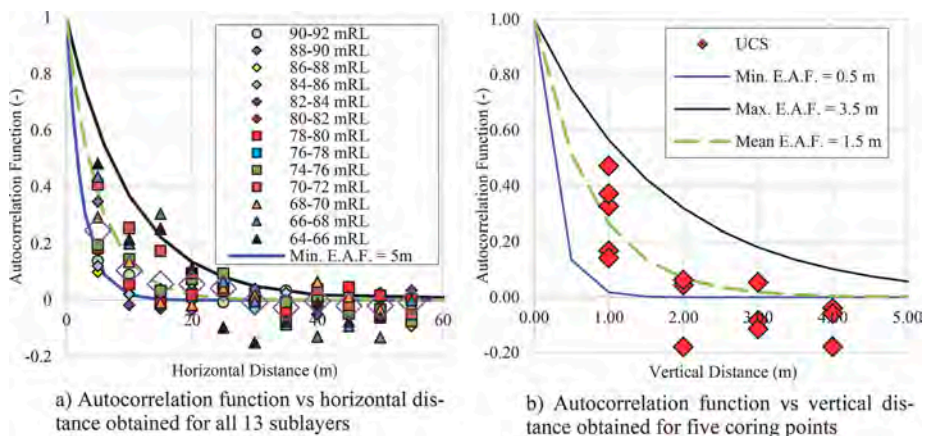 Autocorrelation Function (-)
1
0.8
0.6
0.4
0.2
0
-0.2
0
20
40
60
Horizontal Distance (m)
90-92 mRL
88-90 mRL
86-88 mRL
84-86 mRL
82-84 mRL
80-82 mRL
78-80 mRL
76-78 mRL
74-76 mRL
70-72 mRL
68-70 mRL
66-68 mRL
64-66 mRL
Min. E.A.F. = 5m
a) Autocorrelation function vs horizontal dis-
tance obtained for all 13 sublayers
Autocorrelation Function (-)
1.00
0.80
0.60
0.40
0.20
0.00
-0.20
0.00
1.00
2.00
3.00
4.00
5.00
Vertical Distance (m)
UCS
Min. E.A.F. = 0.5 m
Max. E.A.F. = 3.5 m
Mean E.A.F. = 1.5 m
b) Autocorrelation function vs vertical dis-
tance obtained for five coring points